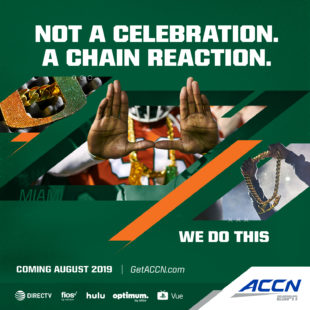 NOT A CELEBRATION.
A CHAIN REACTION.
MIAMI
WE DO THIS
COMING AUGUST 2019 | GetACCN.com
DIRECTV fios hulu optimum. Vue
ACCN
ESPN